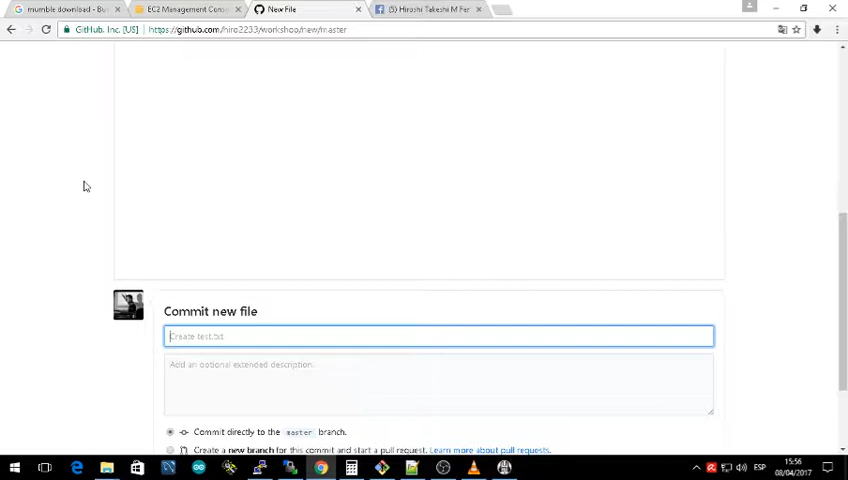 mumble download - Bu
EC2 Management Conso
New File
(5) Hiroshi Takeshi M Fer
GitHub, Inc. [US]
https://github.com/hiro2233/workshop/new/master
Commit new file
Create test.txt
Add an optional extended description.
Commit directly to the master branch.
Create a new branch for this commit and start a pull request. Learn more about pull requests.
ESP
15:56
08/04/2017